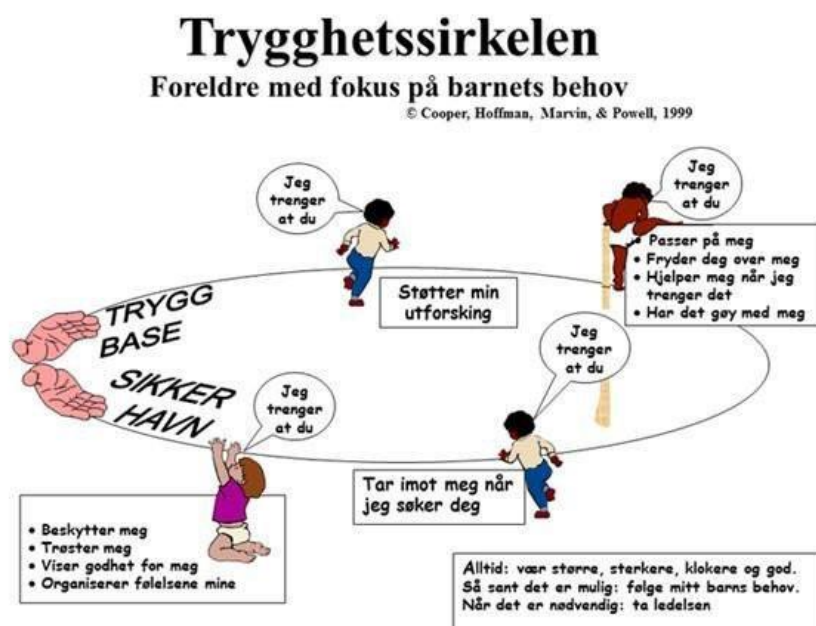 Trygghetssirkelen
Foreldre med fokus på barnets behov
© Cooper, Hoffman, Marvin, & Powell, 1999
Jeg
trenger
at du
Støtter min
utforsking
Jeg
trenger
at du
• Passer på meg
• Fryder deg over meg
• Hjelper meg når jeg
trenger det
• Har det gøy med meg
TRYGG
BASE
SIKKER
HAVN
Jeg
trenger
at du
Tar imot meg når
jeg søker deg
Jeg
trenger
at du
• Beskytter meg
• Trøster meg
• Viser godhet for meg
• Organiserer følelsene mine
Alltid: vær større, sterkere, klokere og god.
Så sant det er mulig: følge mitt barns behov.
Når det er nødvendig: ta ledelsen